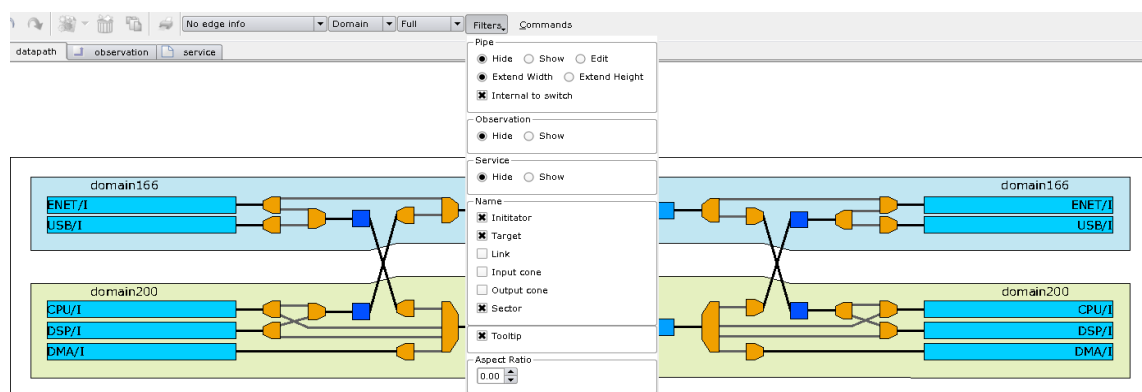 No edge info Domain Full Filters Commands
datapath observation service
Pipe
Hide Show Edit
Extend Width Extend Height
Internal to switch
Observation
Hide Show
Service
Hide Show
Name
Inititator
Target
Link
Input cone
Output cone
Sector
Tooltip
Aspect Ratio
0.00
domain166
ENET/I
USB/I
domain200
CPU/I
DSP/I
DMA/I
domain166
ENET/I
USB/I
domain200
CPU/I
DSP/I
DMA/I